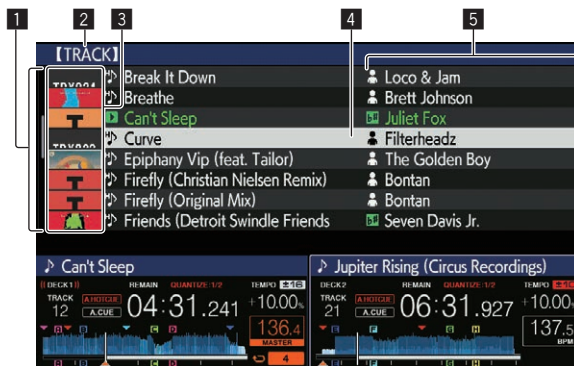 1 2 3 4 5
【TRACK】
Break It Down Loco & Jam
Breathe Brett Johnson
Can't Sleep Juliet Fox
Curve Filterheadz
Epiphany Vip (feat. Tailor) The Golden Boy
Firefly (Christian Nielsen Remix) Bontan
Firefly (Original Mix) Bontan
Friends (Detroit Swindle Friends Seven Davis Jr.
Can't Sleep Jupiter Rising (Circus Recordings)
DECK1 REMAIN QUANTIZE:1/2 TEMPO ±16 DECK2 REMAIN QUANTIZE:1/2 TEMPO
TRACK 12 A.HOTCUE A.CUE 04:31.241 +10.00% TRACK 21 A.HOTCUE A.CUE 06:31.927 +10.00%
136.4 MASTER 137.5 BPM
4